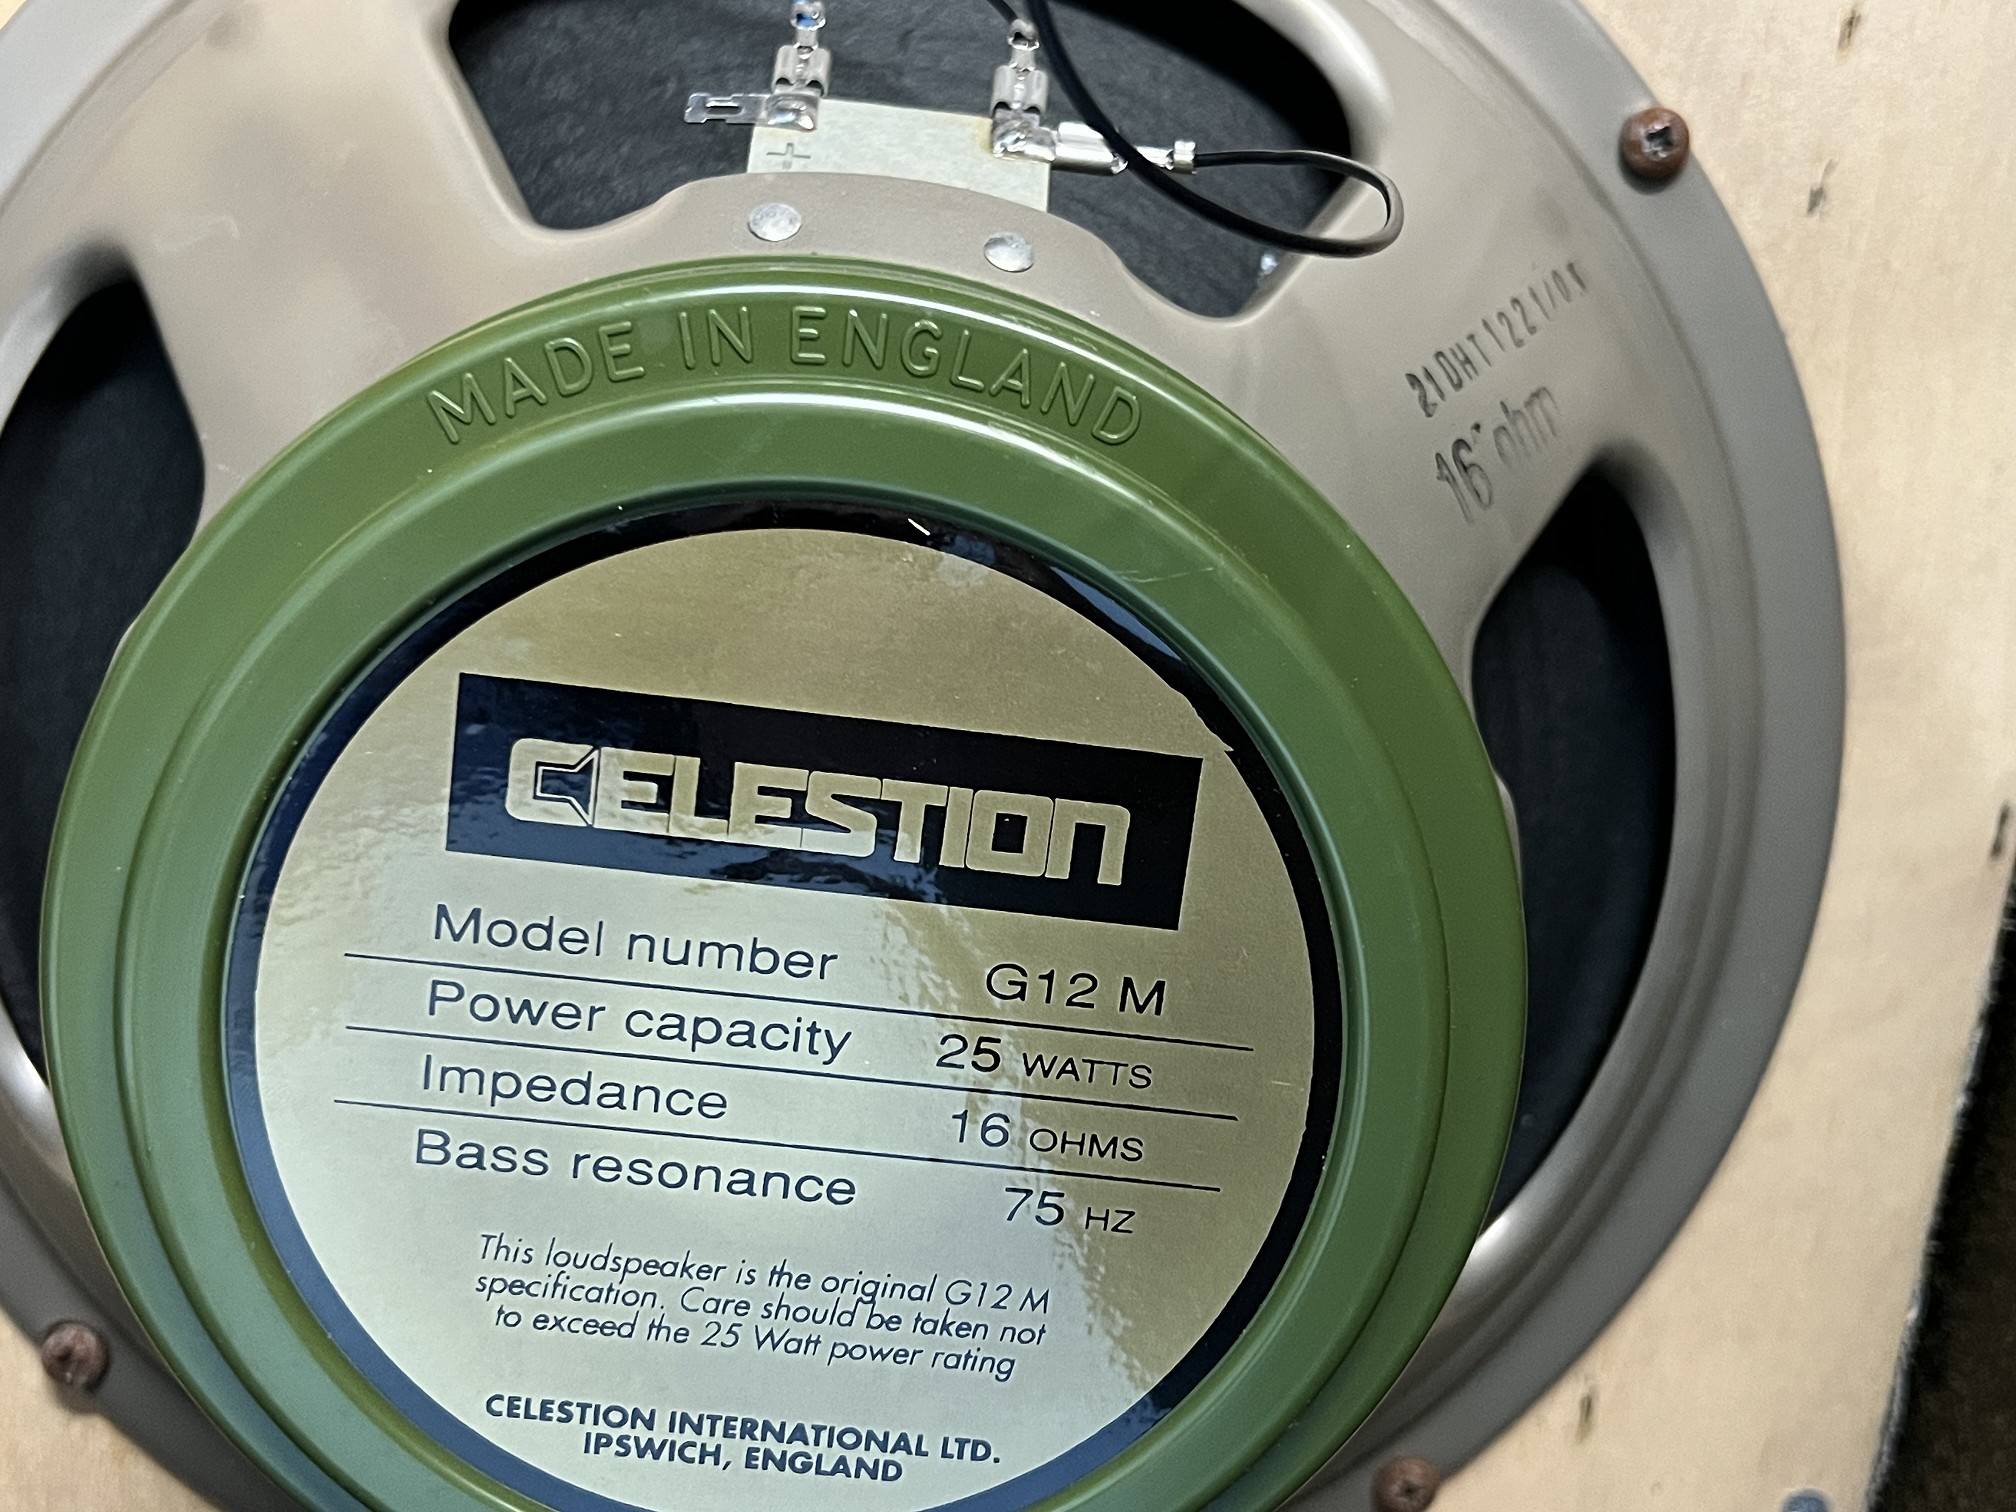 +
21DHT1221/0
16 ohm
MADE IN ENGLAND
CELESTION
Model number G12 M
Power capacity 25 WATTS
Impedance 16 OHMS
Bass resonance 75 HZ
This loudspeaker is the original G12 M
specification. Care should be taken not
to exceed the 25 Watt power rating
CELESTION INTERNATIONAL LTD.
IPSWICH, ENGLAND